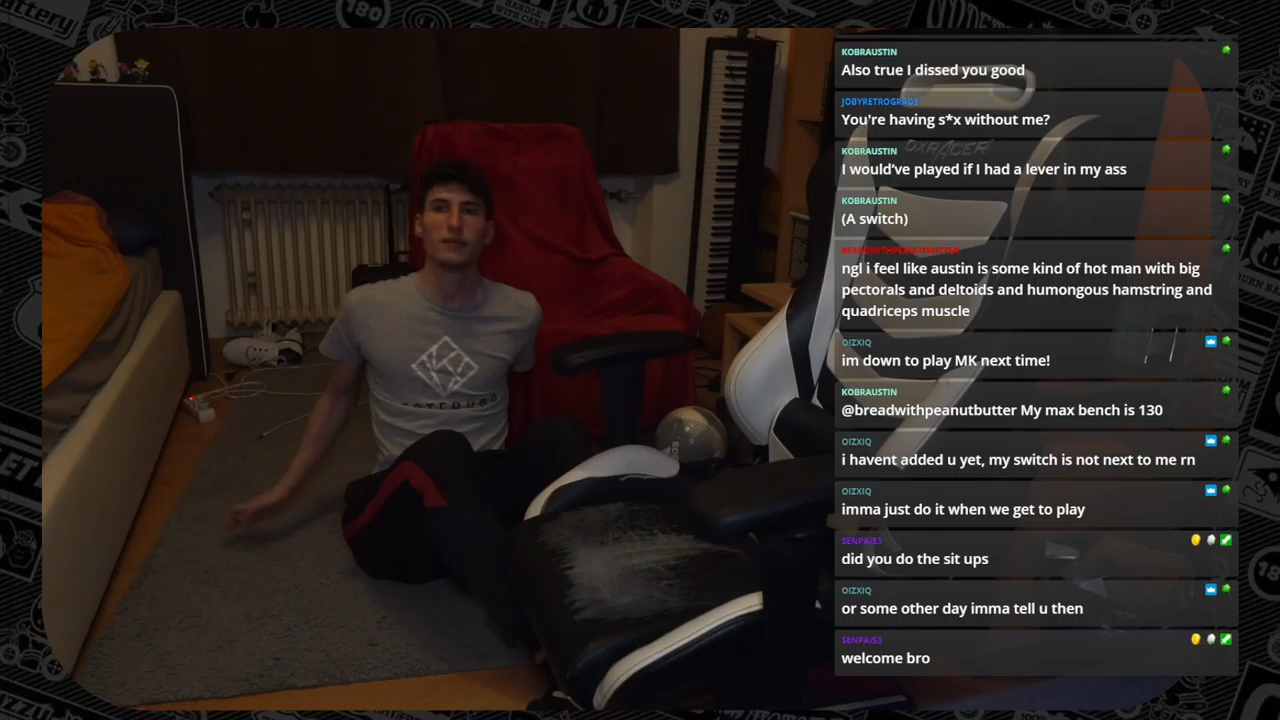 KOBRAUSTIN
Also true I dissed you good
JOBYRETROGRADE
You're having s*x without me?
KOBRAUSTIN
I would've played if I had a lever in my ass
KOBRAUSTIN
(A switch)
BREADWITHPEANUTBUTTER
ngl i feel like austin is some kind of hot man with big
pectorals and deltoids and humongous hamstring and
quadriceps muscle
OIZXIQ
im down to play MK next time!
KOBRAUSTIN
@breadwithpeanutbutter My max bench is 130
OIZXIQ
i havent added u yet, my switch is not next to me rn
OIZXIQ
imma just do it when we get to play
SENPAIS3
did you do the sit ups
OIZXIQ
or some other day imma tell u then
SENPAIS3
welcome bro
DXRACER
180